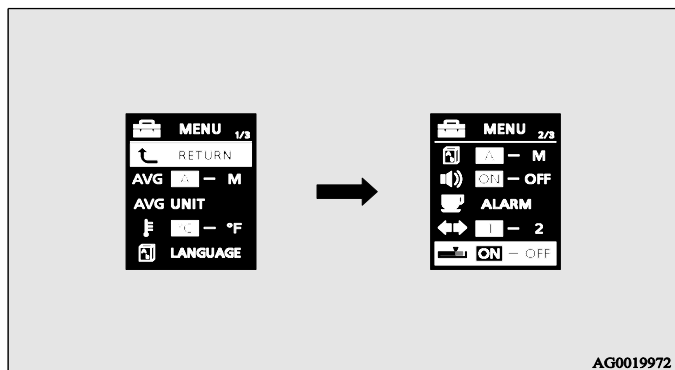 MENU 1/3
RETURN
AVG A – M
AVG UNIT
°C – °F
LANGUAGE
MENU 2/3
A – M
ON – OFF
ALARM
1 – 2
ON – OFF
AG0019972